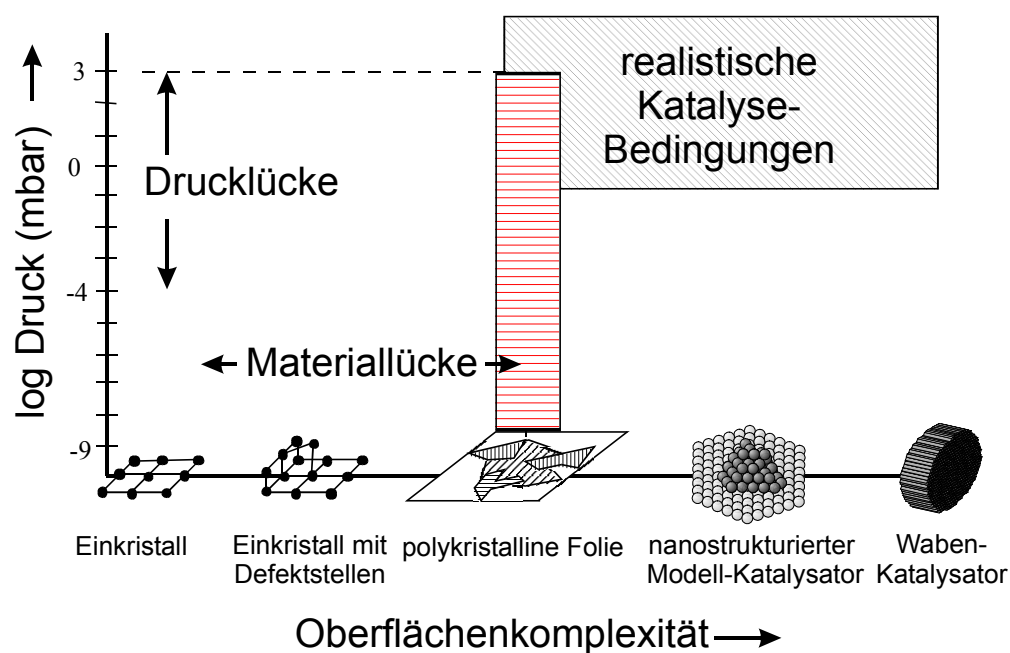 log Druck (mbar)
3
0
-4
-9
realistische
Katalyse-
Bedingungen
Drucklücke
Materiallücke
Einkristall
Einkristall mit
Defektstellen
polykristalline Folie
nanostrukturierter
Modell-Katalysator
Waben-
Katalysator
Oberflächenkomplexität